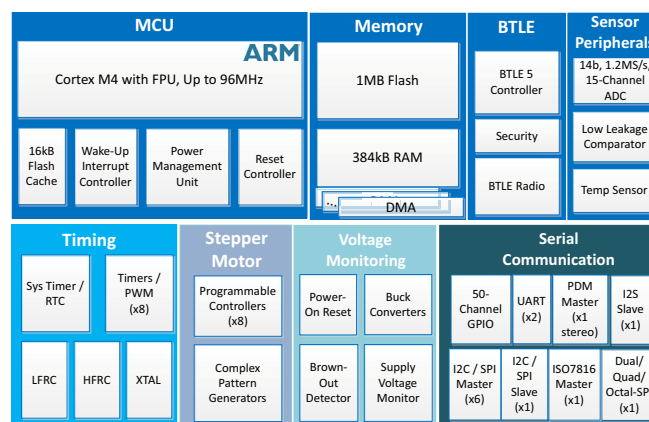 MCU
ARM
Cortex M4 with FPU, Up to 96MHz
16kB
Flash
Cache
Wake-Up
Interrupt
Controller
Power
Management
Unit
Reset
Controller
Memory
1MB Flash
384kB RAM
...
DMA
BTLE
BTLE 5
Controller
Security
BTLE Radio
Sensor
Peripherals
14b, 1.2MS/s,
15-Channel
ADC
Low Leakage
Comparator
Temp Sensor
Timing
Sys Timer /
RTC
Timers /
PWM
(x8)
LFRC
HFRC
XTAL
Stepper
Motor
Programmable
Controllers
(x8)
Complex
Pattern
Generators
Voltage
Monitoring
Power-
On Reset
Buck
Converters
Brown-
Out
Detector
Supply
Voltage
Monitor
Serial
Communication
50-
Channel
GPIO
UART
(x2)
PDM
Master
(x1
stereo)
I2S
Slave
(x1)
I2C / SPI
Master
(x6)
I2C /
SPI
Slave
(x1)
ISO7816
Master
(x1)
Dual/
Quad/
Octal-SP
(x1)